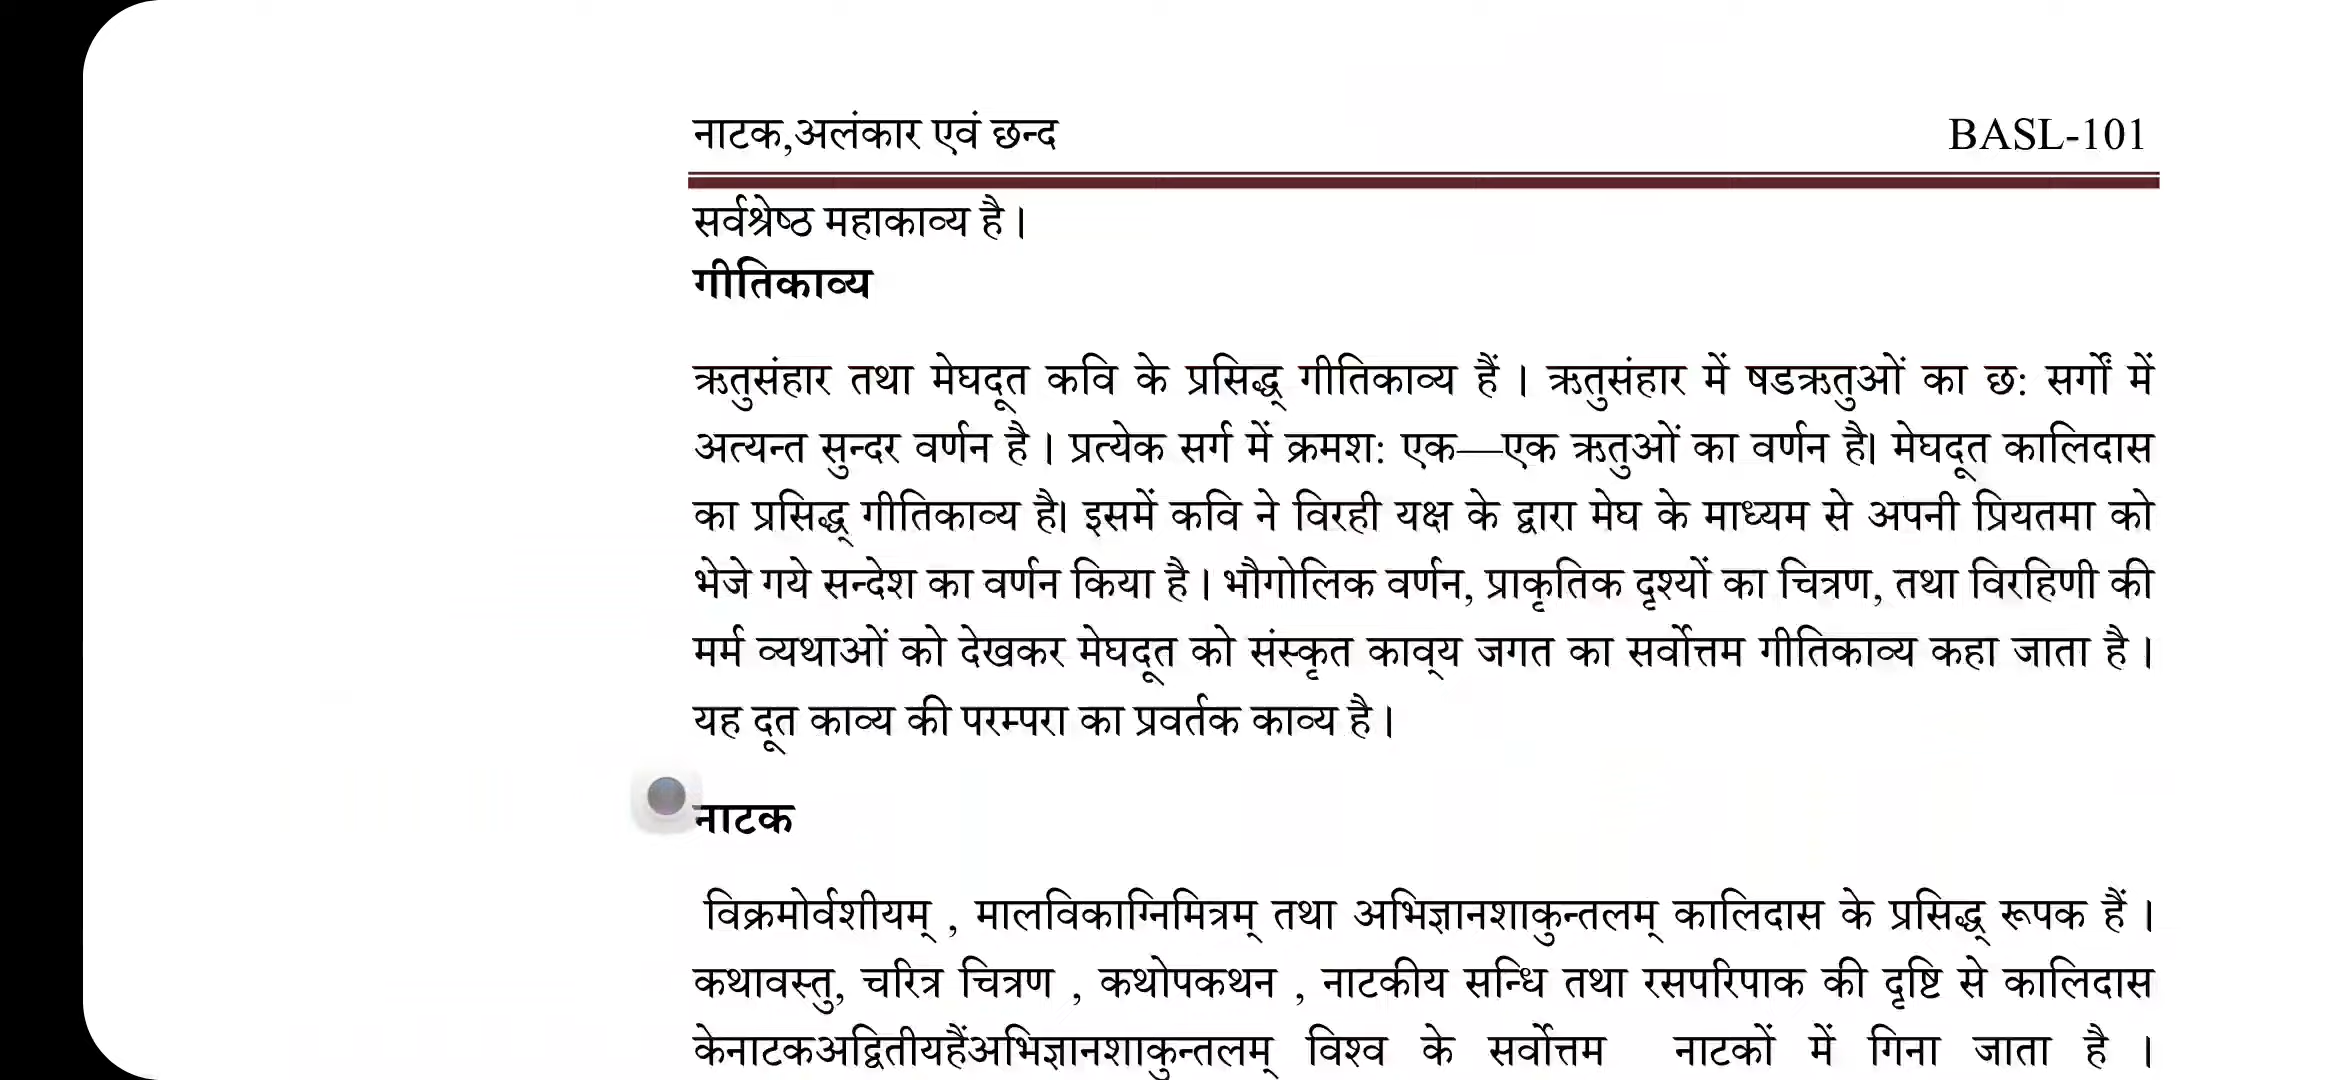 नाटक,अलंकार एवं छन्द BASL-101
सर्वश्रेष्ठ महाकाव्य है ।
गीतिकाव्य
ऋतुसंहार तथा मेघदूत कवि के प्रसिद्ध् गीतिकाव्य हैं । ऋतुसंहार में षडऋतुओं का छ: सर्गों में
अत्यन्त सुन्दर वर्णन है । प्रत्येक सर्ग में क्रमश: एक—एक ऋतुओं का वर्णन है। मेघदूत कालिदास
का प्रसिद्ध् गीतिकाव्य है। इसमें कवि ने विरही यक्ष के द्वारा मेघ के माध्यम से अपनी प्रियतमा को
भेजे गये सन्देश का वर्णन किया है । भौगोलिक वर्णन, प्राकृतिक दृश्यों का चित्रण, तथा विरहिणी की
मर्म व्यथाओं को देखकर मेघदूत को संस्कृत काव्‌य जगत का सर्वोत्तम गीतिकाव्य कहा जाता है ।
यह दूत काव्य की परम्परा का प्रवर्तक काव्य है ।
नाटक
विक्रमोर्वशीयम् , मालविकाग्निमित्रम् तथा अभिज्ञानशाकुन्तलम् कालिदास के प्रसिद्ध् रूपक हैं ।
कथावस्तु, चरित्र चित्रण , कथोपकथन , नाटकीय सन्धि तथा रसपरिपाक की दृष्टि से कालिदास
केनाटकअद्वितीयहैंअभिज्ञानशाकुन्तलम् विश्व के सर्वोत्तम नाटकों में गिना जाता है ।